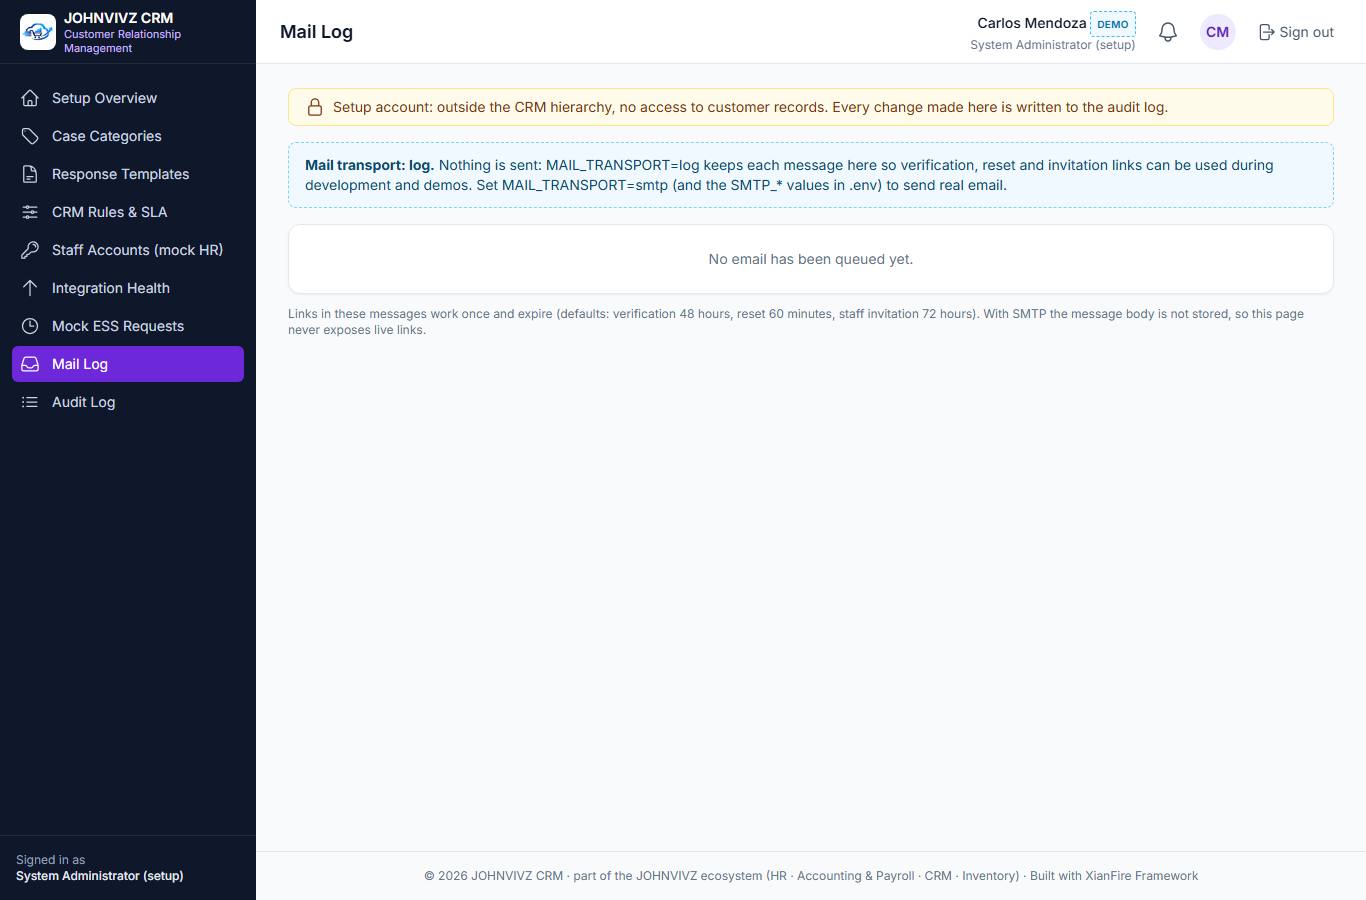 JOHNVIVZ CRM
Customer Relationship
Management
Setup Overview
Case Categories
Response Templates
CRM Rules & SLA
Staff Accounts (mock HR)
Integration Health
Mock ESS Requests
Mail Log
Audit Log
Signed in as
System Administrator (setup)
Mail Log
Carlos Mendoza DEMO
System Administrator (setup)
CM
Sign out
Setup account: outside the CRM hierarchy, no access to customer records. Every change made here is written to the audit log.
Mail transport: log. Nothing is sent: MAIL_TRANSPORT=log keeps each message here so verification, reset and invitation links can be used during
development and demos. Set MAIL_TRANSPORT=smtp (and the SMTP_* values in .env) to send real email.
No email has been queued yet.
Links in these messages work once and expire (defaults: verification 48 hours, reset 60 minutes, staff invitation 72 hours). With SMTP the message body is not stored, so this page
never exposes live links.
© 2026 JOHNVIVZ CRM · part of the JOHNVIVZ ecosystem (HR · Accounting & Payroll · CRM · Inventory) · Built with XianFire Framework